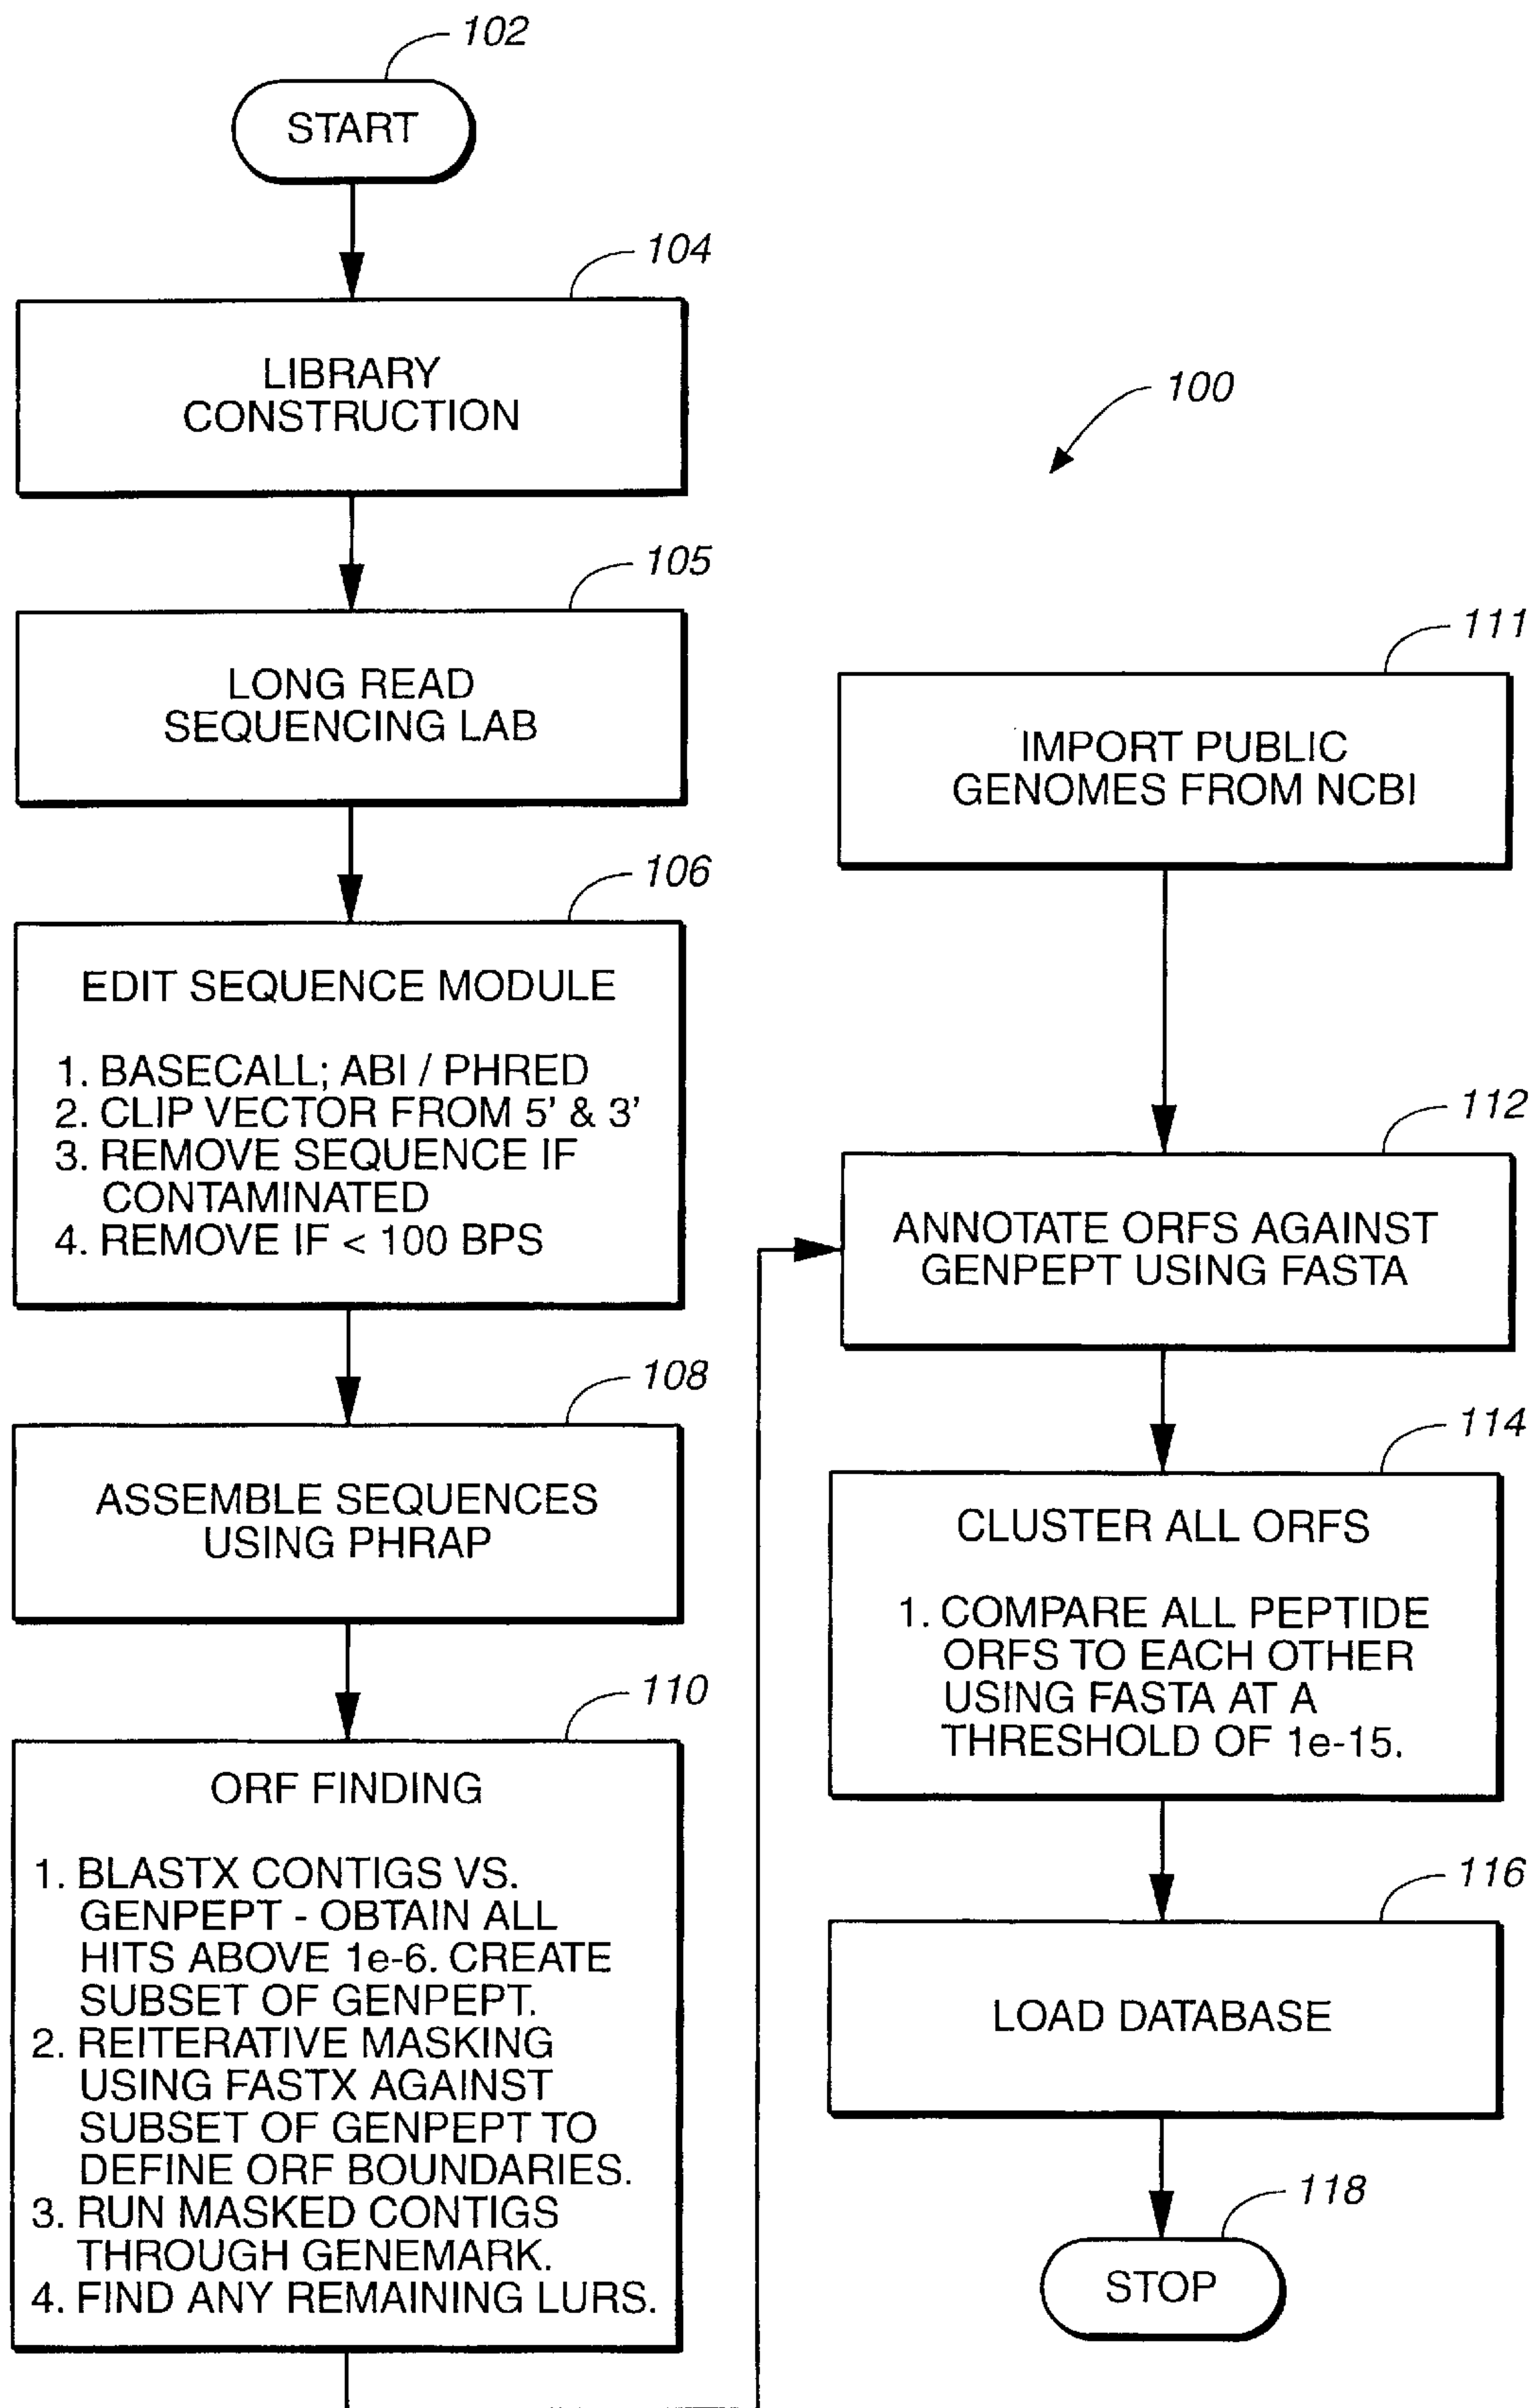 102
START
104
LIBRARY
CONSTRUCTION
105
LONG READ
SEQUENCING LAB
106
EDIT SEQUENCE MODULE
1. BASECALL; ABI / PHRED
2. CLIP VECTOR FROM 5' & 3'
3. REMOVE SEQUENCE IF
CONTAMINATED
4. REMOVE IF < 100 BPS
108
ASSEMBLE SEQUENCES
USING PHRAP
110
ORF FINDING
1. BLASTX CONTIGS VS.
GENPEPT - OBTAIN ALL
HITS ABOVE 1e-6. CREATE
SUBSET OF GENPEPT.
2. REITERATIVE MASKING
USING FASTX AGAINST
SUBSET OF GENPEPT TO
DEFINE ORF BOUNDARIES.
3. RUN MASKED CONTIGS
THROUGH GENEMARK.
4. FIND ANY REMAINING LURS.
100
111
IMPORT PUBLIC
GENOMES FROM NCBI
112
ANNOTATE ORFS AGAINST
GENPEPT USING FASTA
114
CLUSTER ALL ORFS
1. COMPARE ALL PEPTIDE
ORFS TO EACH OTHER
USING FASTA AT A
THRESHOLD OF 1e-15.
116
LOAD DATABASE
118
STOP